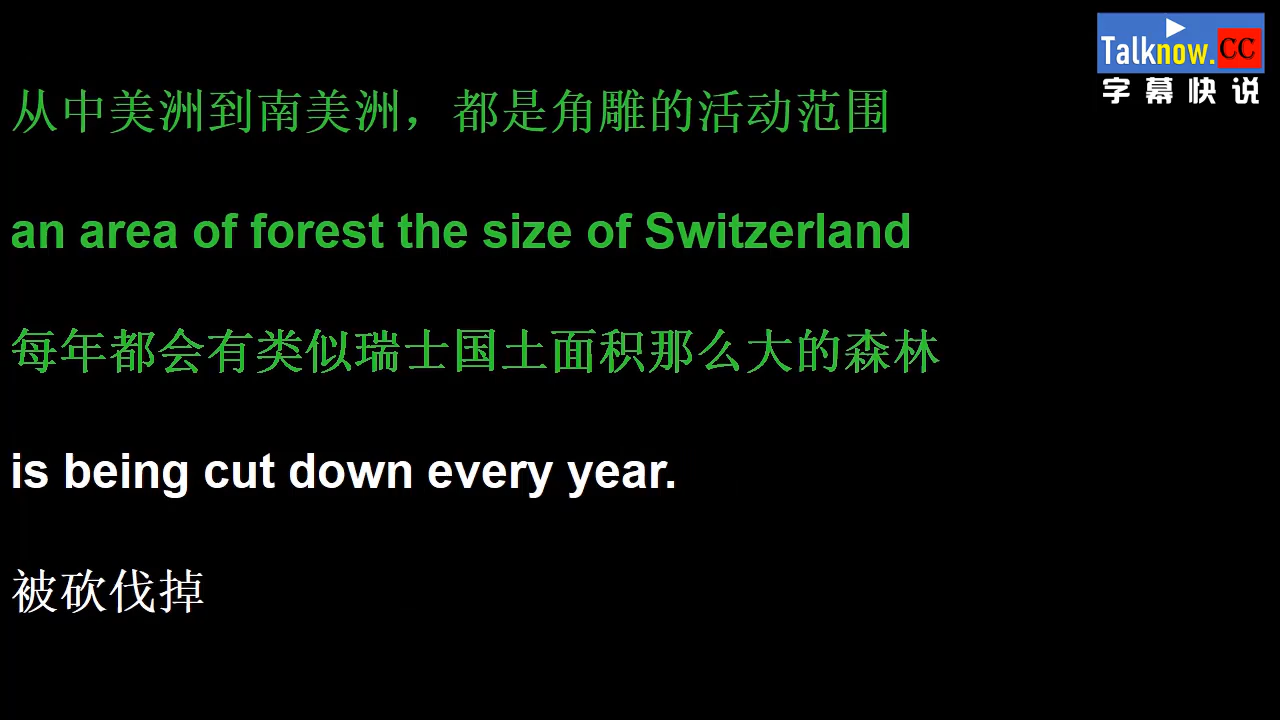 Talknow.CC
字幕快说
从中美洲到南美洲，都是角雕的活动范围
an area of forest the size of Switzerland
每年都会有类似瑞士国土面积那么大的森林
is being cut down every year.
被砍伐掉